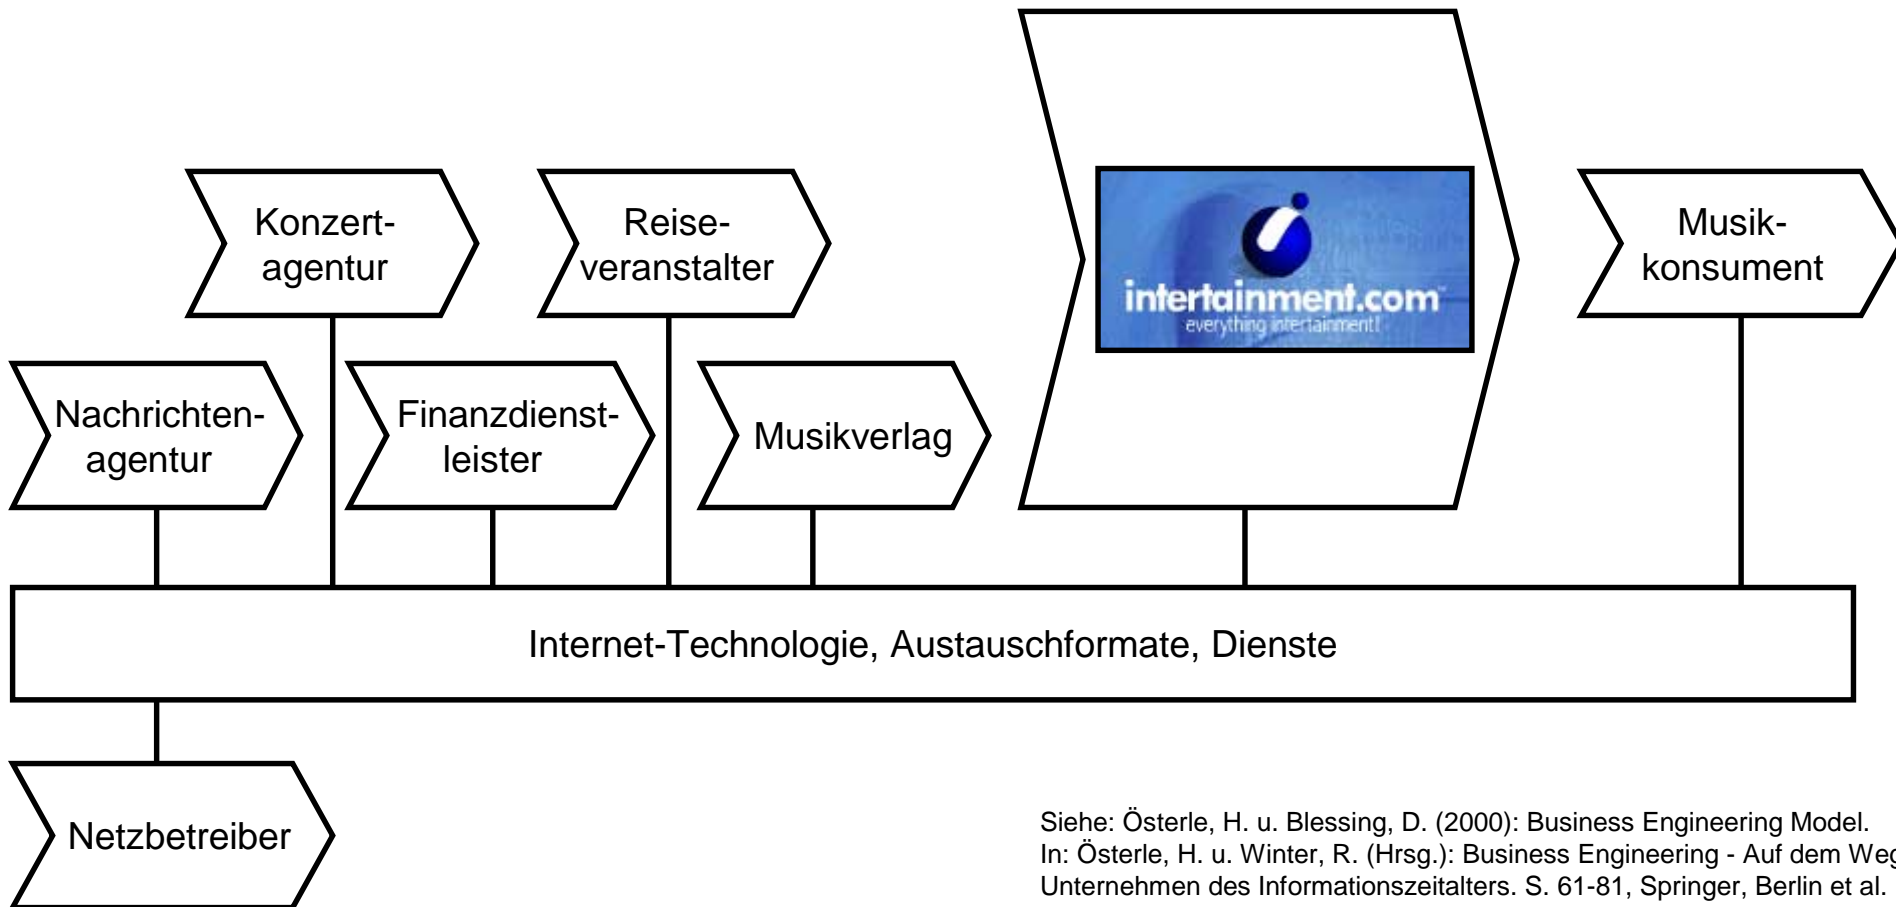 Konzert-
agentur
Reise-
veranstalter
intertainment.com
everything intertainment!
Musik-
konsument
Nachrichten-
agentur
Finanzdienst-
leister
Musikverlag
Internet-Technologie, Austauschformate, Dienste
Netzbetreiber
Siehe: Österle, H. u. Blessing, D. (2000): Business Engineering Model.
In: Österle, H. u. Winter, R. (Hrsg.): Business Engineering - Auf dem Weg
Unternehmen des Informationszeitalters. S. 61-81, Springer, Berlin et al.